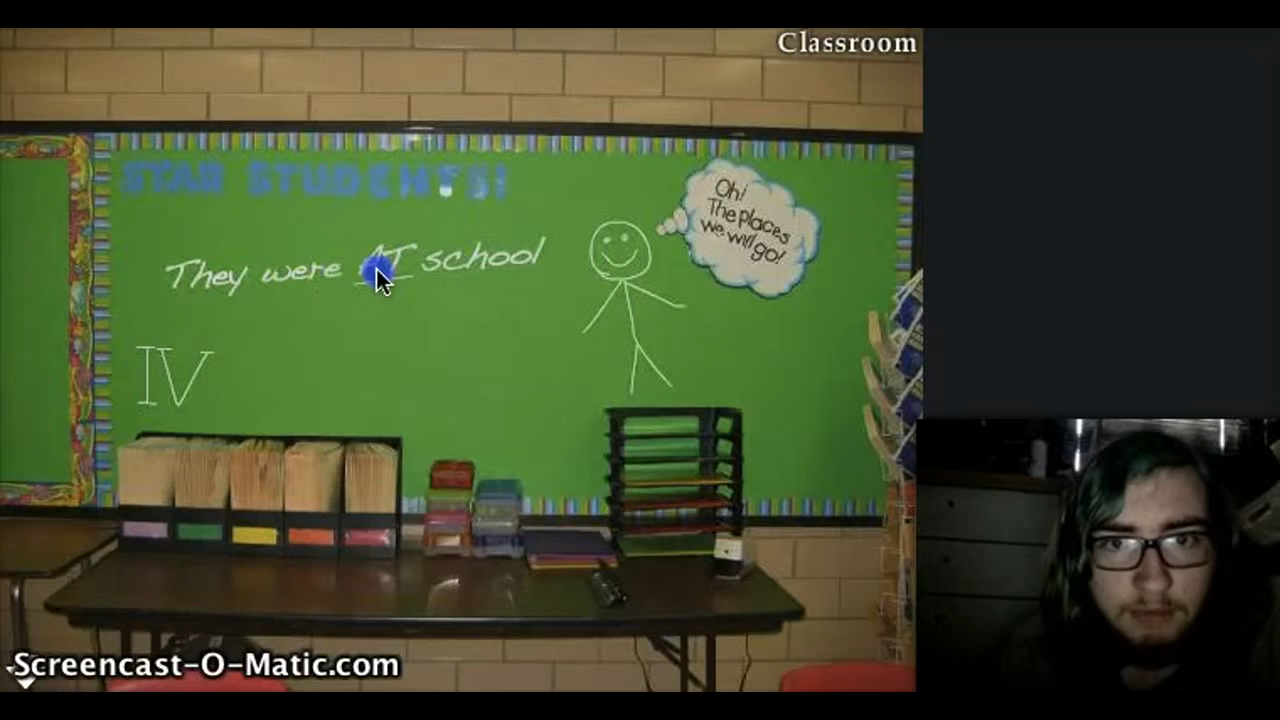 Classroom
STAR STUDENTS!
Oh!
The places
we will
go!
They were AT school
IV
Screencast-O-Matic.com